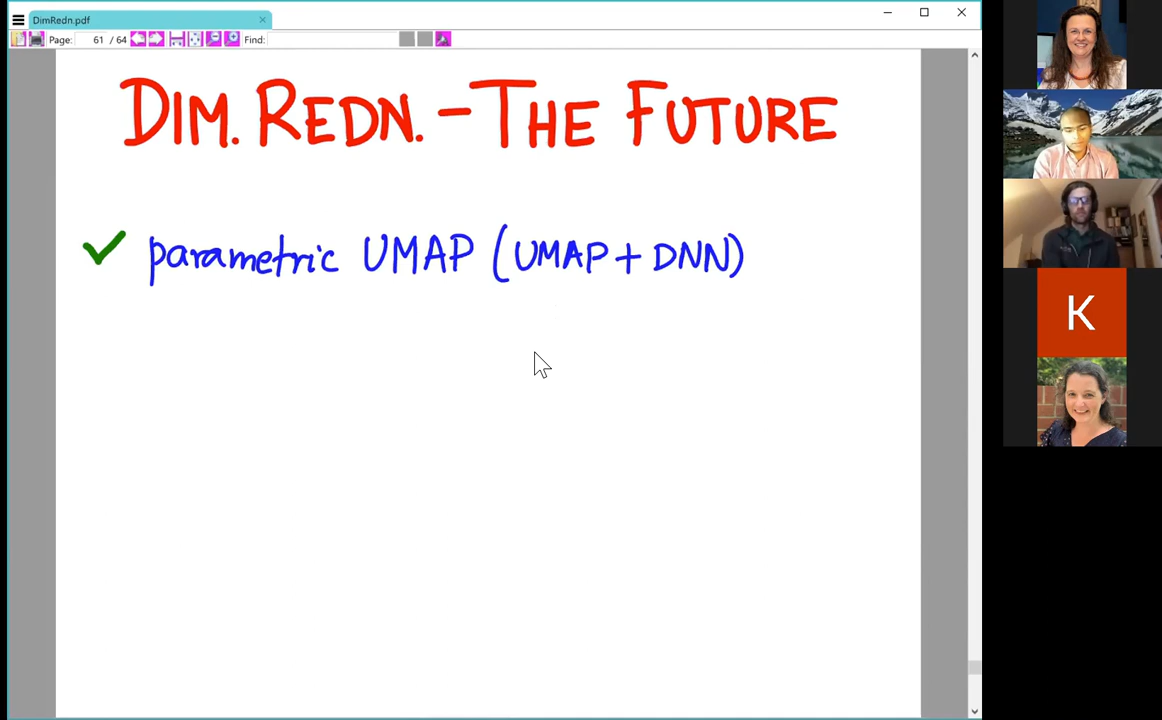 DimRedn.pdf
Page: 61 / 64 Find:
DIM. REDN. - THE FUTURE
✓ parametric UMAP (UMAP + DNN)
K